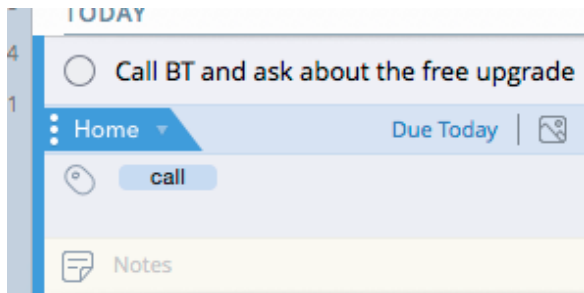 TODAY
4
Call BT and ask about the free upgrade
1
Home
Due Today
call
Notes